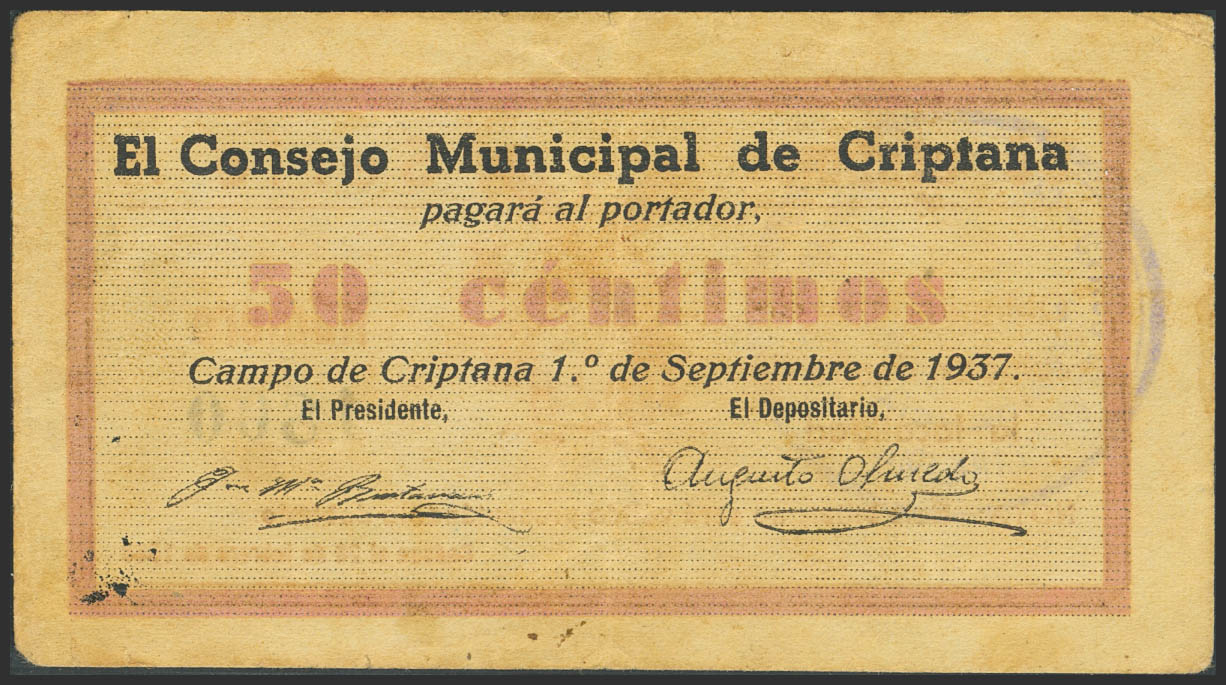 El Consejo Municipal de Criptana
pagará al portador,
50 céntimos
Campo de Criptana 1.º de Septiembre de 1937.
El Presidente,
El Depositario,
Augusto Olmedo